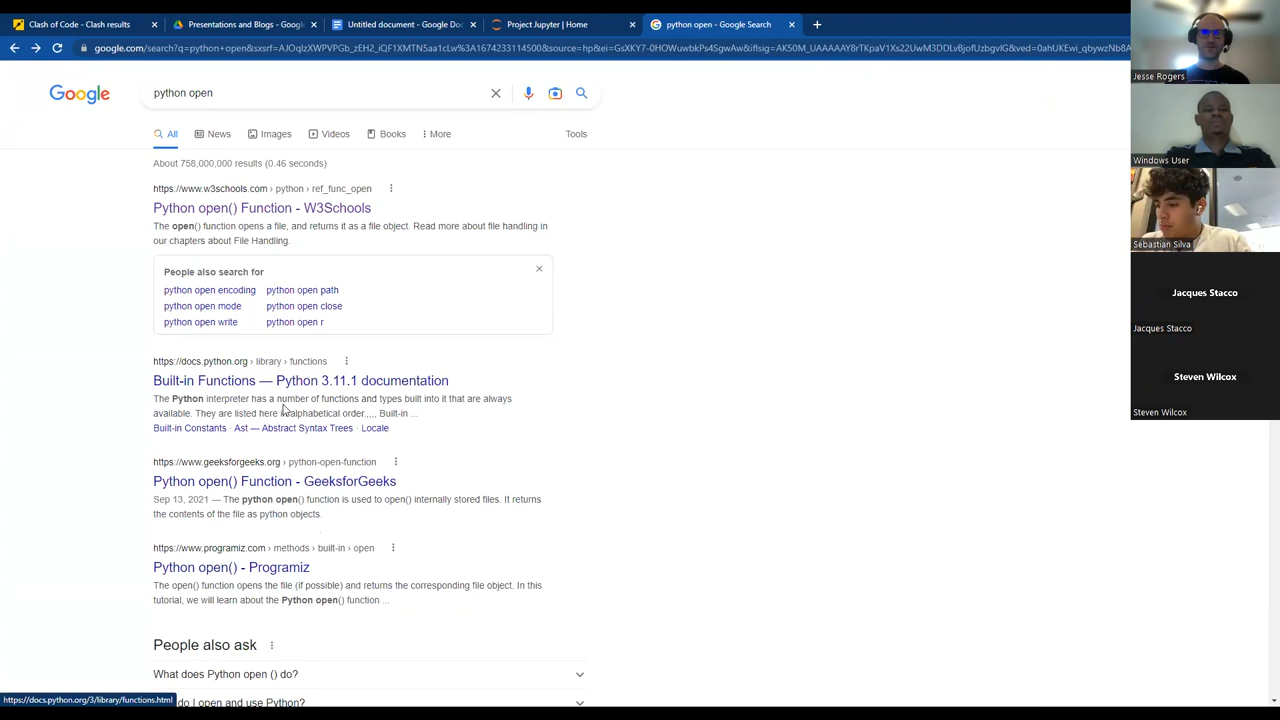 Clash of Code - Clash results
Presentations and Blogs - Googl
Untitled document - Google Doc
Project Jupyter | Home
python open - Google Search
Google
python open
All
News
Images
Videos
Books
More
Tools
About 758,000,000 results (0.46 seconds)
https://www.w3schools.com › python › ref_func_open
Python open() Function - W3Schools
The open() function opens a file, and returns it as a file object. Read more about file handling in
our chapters about File Handling.
People also search for
python open encoding python open path
python open mode python open close
python open write python open r
https://docs.python.org › library › functions
Built-in Functions — Python 3.11.1 documentation
The Python interpreter has a number of functions and types built into it that are always
available. They are listed here in alphabetical order.,,, Built-in ...
Built-in Constants · Ast — Abstract Syntax Trees · Locale
https://www.geeksforgeeks.org › python-open-function
Python open() Function - GeeksforGeeks
Sep 13, 2021 — The python open() function is used to open() internally stored files. It returns
the contents of the file as python objects.
https://www.programiz.com › methods › built-in › open
Python open() - Programiz
The open() function opens the file (if possible) and returns the corresponding file object. In this
tutorial, we will learn about the Python open() function ...
People also ask
What does Python open () do?
do I open and use Python?
https://docs.python.org/3/library/functions.html
Jesse Rogers
Windows User
Sebastian Silva
Jacques Stacco
Jacques Stacco
Steven Wilcox
Steven Wilcox